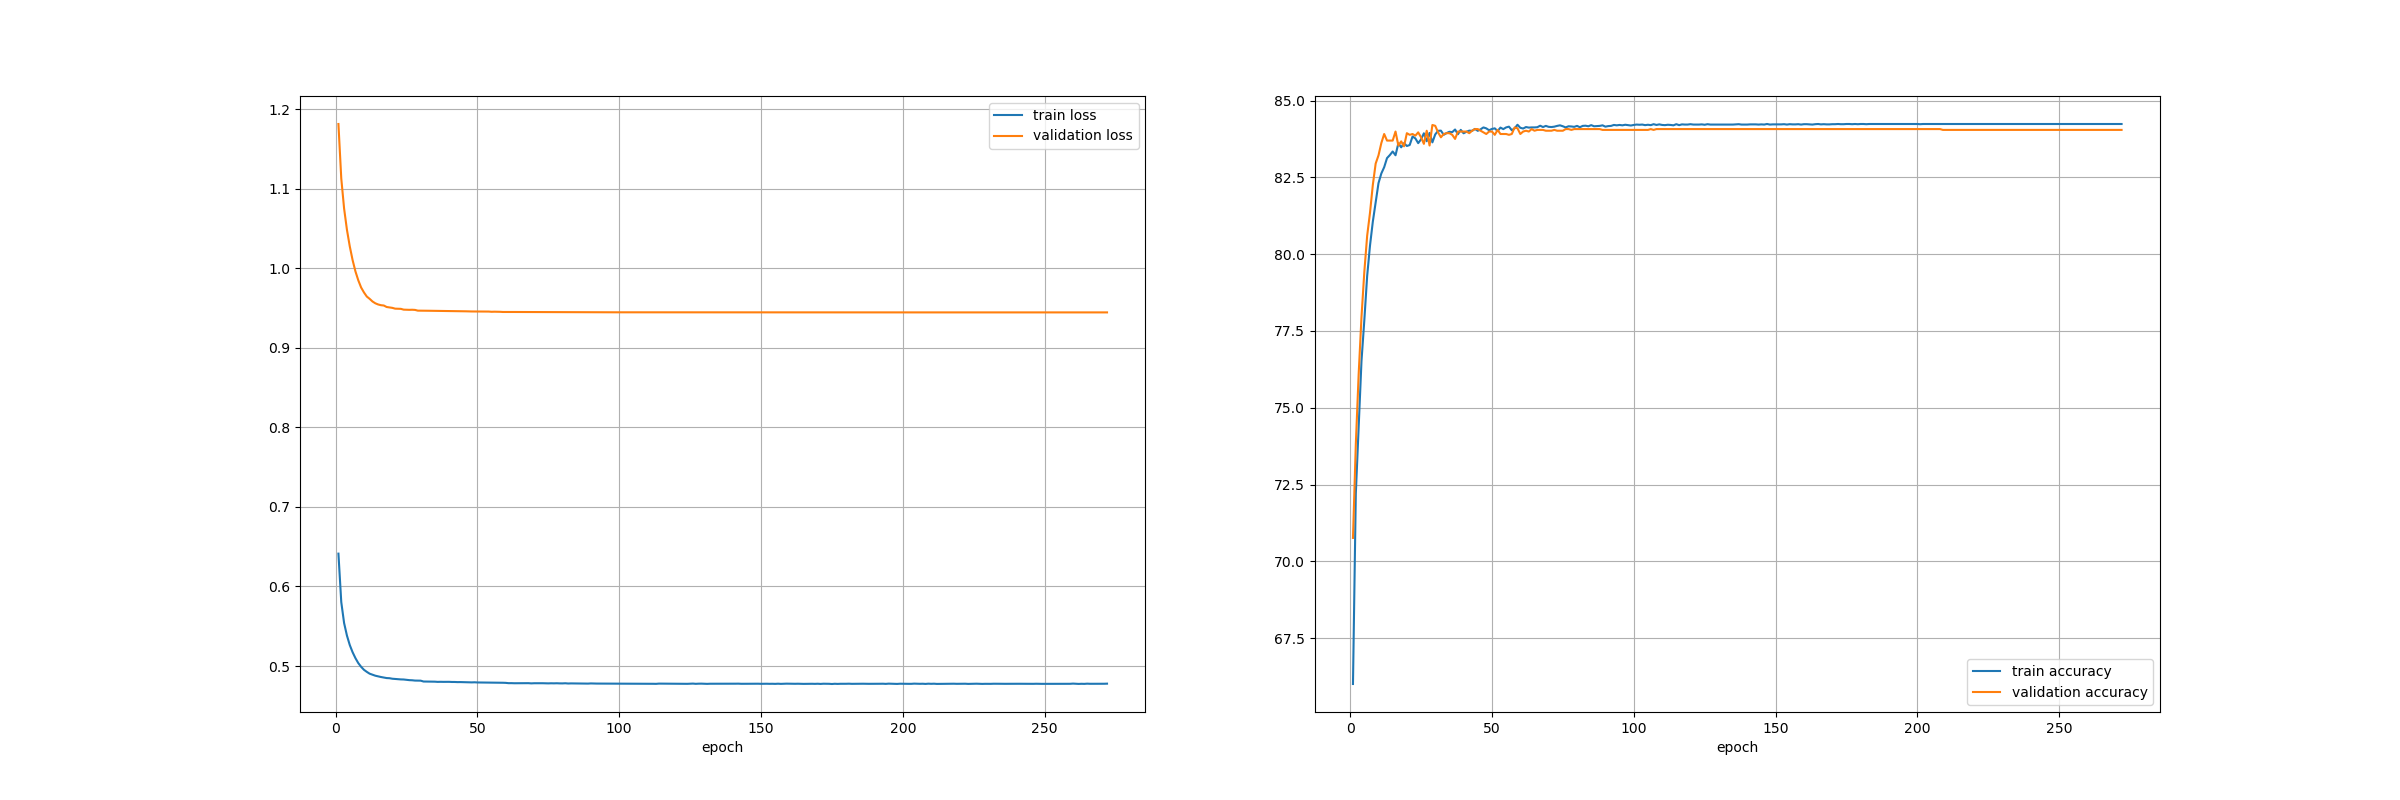 1.2
1.1
1.0
0.9
0.8
0.7
0.6
0.5
0 50 100 150 200 250
epoch
train loss
validation loss
85.0
82.5
80.0
77.5
75.0
72.5
70.0
67.5
0 50 100 150 200 250
epoch
train accuracy
validation accuracy